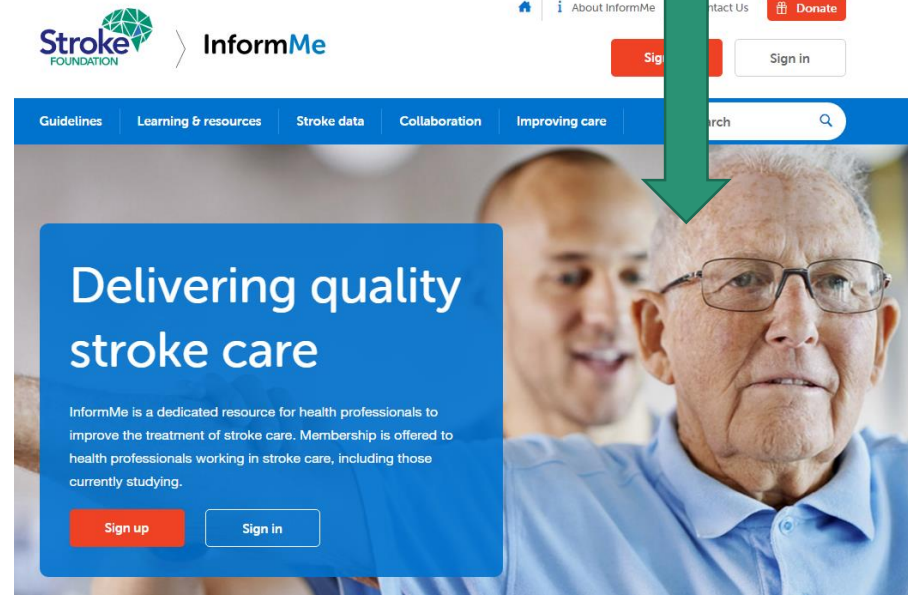 i About InformMe
Us
Donate
Stroke
FOUNDATION
InformMe
Sign in
Guidelines
Learning & resources
Stroke data
Collaboration
Improving care
Delivering quality
stroke care
InformMe is a dedicated resource for health professionals to
improve the treatment of stroke care. Membership is offered to
health professionals working in stroke care, including those
currently studying.
Sign up
Sign in